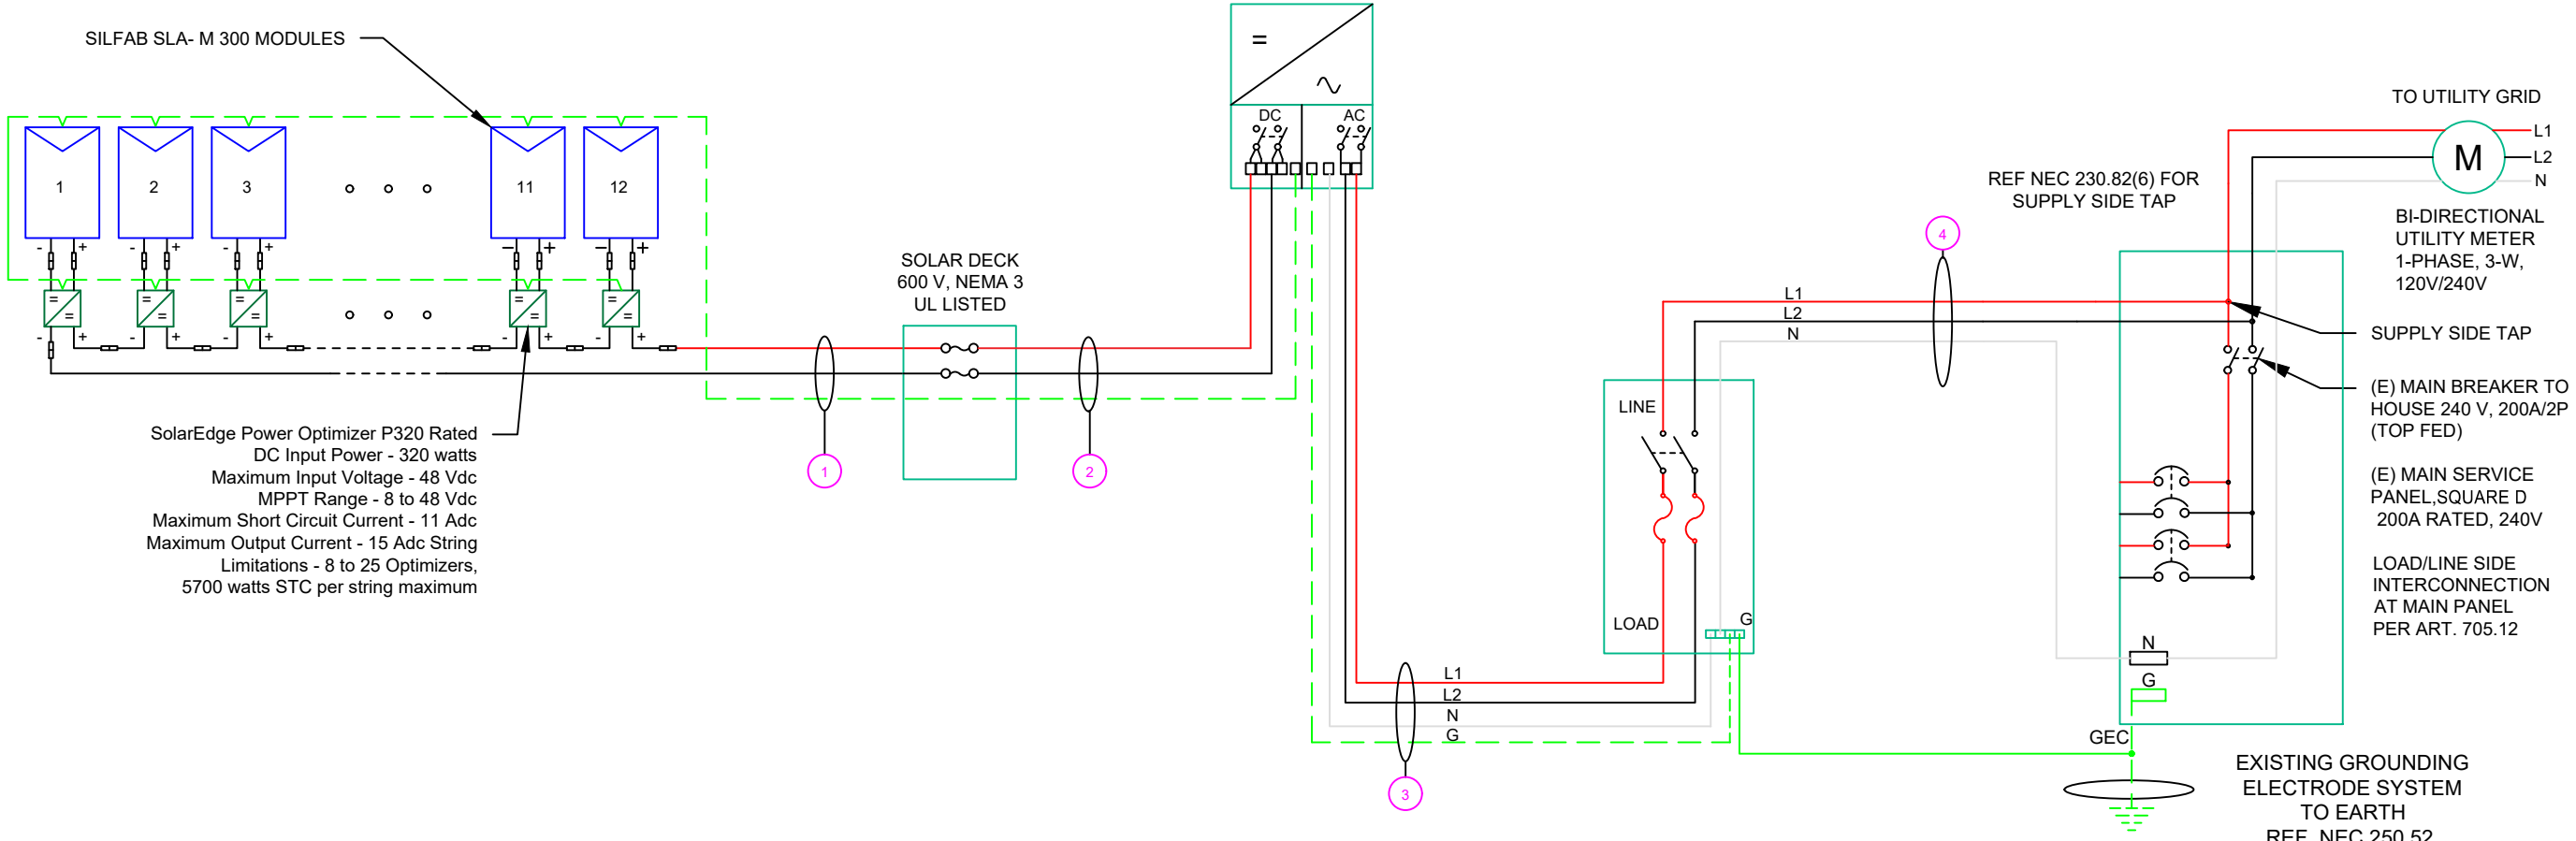 SILFAB SLA- M 300 MODULES
1
2
3
11
12
- +
- +
- +
- +
- +
=
=
=
=
=
=
=
=
=
=
- +
- +
- +
- +
- +
SolarEdge Power Optimizer P320 Rated
DC Input Power - 320 watts
Maximum Input Voltage - 48 Vdc
MPPT Range - 8 to 48 Vdc
Maximum Short Circuit Current - 11 Adc
Maximum Output Current - 15 Adc String
Limitations - 8 to 25 Optimizers,
5700 watts STC per string maximum
1
SOLAR DECK
600 V, NEMA 3
UL LISTED
2
=
DC
AC
L1
L2
N
G
3
LINE
LOAD
G
L1
L2
N
4
REF NEC 230.82(6) FOR
SUPPLY SIDE TAP
TO UTILITY GRID
M
L1
L2
N
BI-DIRECTIONAL
UTILITY METER
1-PHASE, 3-W,
120V/240V
SUPPLY SIDE TAP
(E) MAIN BREAKER TO
HOUSE 240 V, 200A/2P
(TOP FED)
(E) MAIN SERVICE
PANEL,SQUARE D
200A RATED, 240V
LOAD/LINE SIDE
INTERCONNECTION
AT MAIN PANEL
PER ART. 705.12
N
G
GEC
EXISTING GROUNDING
ELECTRODE SYSTEM
TO EARTH
REF. NEC 250.52